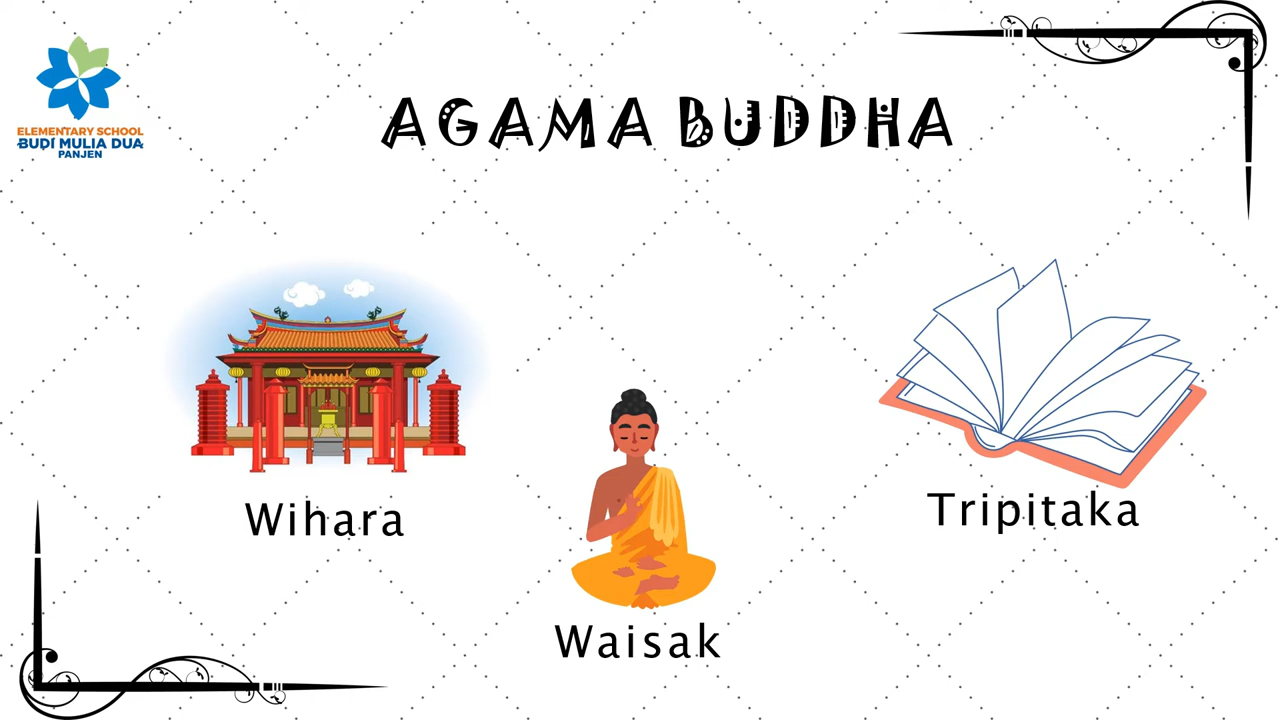 ELEMENTARY SCHOOL
BUDI MULIA DUA
PANJEN
AGAMA BUDDHA
Wihara
Waisak
Tripitaka